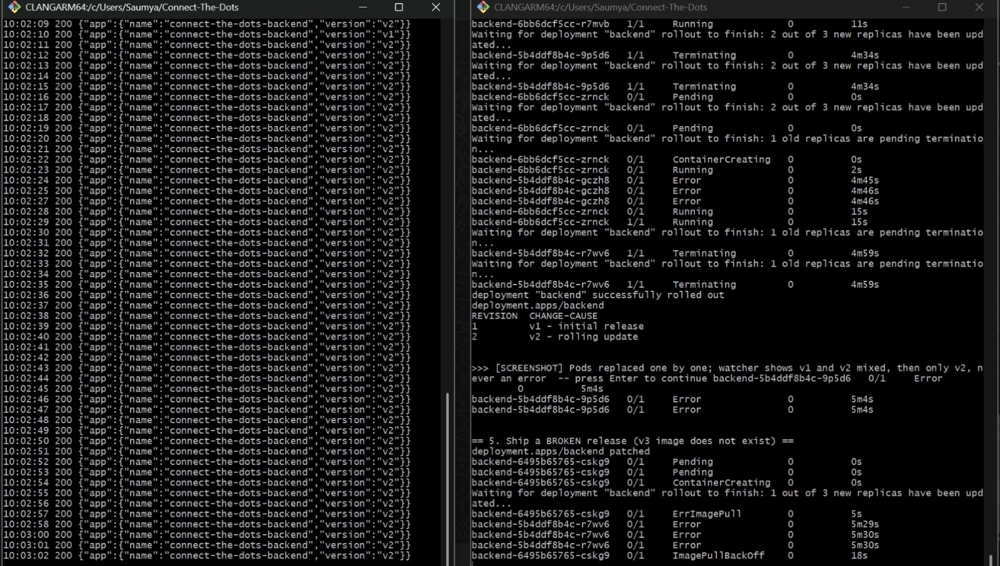 CLANGARM64:/c/Users/Saumya/Connect-The-Dots
10:02:09 200 {"app":{"name":"connect-the-dots-backend","version":"v2"}}
10:02:10 200 {"app":{"name":"connect-the-dots-backend","version":"v1"}}
10:02:11 200 {"app":{"name":"connect-the-dots-backend","version":"v2"}}
10:02:12 200 {"app":{"name":"connect-the-dots-backend","version":"v2"}}
10:02:13 200 {"app":{"name":"connect-the-dots-backend","version":"v2"}}
10:02:14 200 {"app":{"name":"connect-the-dots-backend","version":"v2"}}
10:02:15 200 {"app":{"name":"connect-the-dots-backend","version":"v2"}}
10:02:16 200 {"app":{"name":"connect-the-dots-backend","version":"v2"}}
10:02:17 200 {"app":{"name":"connect-the-dots-backend","version":"v2"}}
10:02:18 200 {"app":{"name":"connect-the-dots-backend","version":"v2"}}
10:02:19 200 {"app":{"name":"connect-the-dots-backend","version":"v2"}}
10:02:20 200 {"app":{"name":"connect-the-dots-backend","version":"v2"}}
10:02:21 200 {"app":{"name":"connect-the-dots-backend","version":"v2"}}
10:02:22 200 {"app":{"name":"connect-the-dots-backend","version":"v2"}}
10:02:23 200 {"app":{"name":"connect-the-dots-backend","version":"v2"}}
10:02:24 200 {"app":{"name":"connect-the-dots-backend","version":"v2"}}
10:02:25 200 {"app":{"name":"connect-the-dots-backend","version":"v2"}}
10:02:27 200 {"app":{"name":"connect-the-dots-backend","version":"v2"}}
10:02:28 200 {"app":{"name":"connect-the-dots-backend","version":"v2"}}
10:02:29 200 {"app":{"name":"connect-the-dots-backend","version":"v2"}}
10:02:30 200 {"app":{"name":"connect-the-dots-backend","version":"v2"}}
10:02:31 200 {"app":{"name":"connect-the-dots-backend","version":"v2"}}
10:02:32 200 {"app":{"name":"connect-the-dots-backend","version":"v2"}}
10:02:33 200 {"app":{"name":"connect-the-dots-backend","version":"v2"}}
10:02:34 200 {"app":{"name":"connect-the-dots-backend","version":"v2"}}
10:02:35 200 {"app":{"name":"connect-the-dots-backend","version":"v2"}}
10:02:36 200 {"app":{"name":"connect-the-dots-backend","version":"v2"}}
10:02:37 200 {"app":{"name":"connect-the-dots-backend","version":"v2"}}
10:02:38 200 {"app":{"name":"connect-the-dots-backend","version":"v2"}}
10:02:39 200 {"app":{"name":"connect-the-dots-backend","version":"v2"}}
10:02:40 200 {"app":{"name":"connect-the-dots-backend","version":"v2"}}
10:02:41 200 {"app":{"name":"connect-the-dots-backend","version":"v2"}}
10:02:42 200 {"app":{"name":"connect-the-dots-backend","version":"v2"}}
10:02:43 200 {"app":{"name":"connect-the-dots-backend","version":"v2"}}
10:02:44 200 {"app":{"name":"connect-the-dots-backend","version":"v2"}}
10:02:45 200 {"app":{"name":"connect-the-dots-backend","version":"v2"}}
10:02:46 200 {"app":{"name":"connect-the-dots-backend","version":"v2"}}
10:02:47 200 {"app":{"name":"connect-the-dots-backend","version":"v2"}}
10:02:48 200 {"app":{"name":"connect-the-dots-backend","version":"v2"}}
10:02:49 200 {"app":{"name":"connect-the-dots-backend","version":"v2"}}
10:02:50 200 {"app":{"name":"connect-the-dots-backend","version":"v2"}}
10:02:51 200 {"app":{"name":"connect-the-dots-backend","version":"v2"}}
10:02:52 200 {"app":{"name":"connect-the-dots-backend","version":"v2"}}
10:02:53 200 {"app":{"name":"connect-the-dots-backend","version":"v2"}}
10:02:54 200 {"app":{"name":"connect-the-dots-backend","version":"v2"}}
10:02:55 200 {"app":{"name":"connect-the-dots-backend","version":"v2"}}
10:02:56 200 {"app":{"name":"connect-the-dots-backend","version":"v2"}}
10:02:57 200 {"app":{"name":"connect-the-dots-backend","version":"v2"}}
10:02:58 200 {"app":{"name":"connect-the-dots-backend","version":"v2"}}
10:03:00 200 {"app":{"name":"connect-the-dots-backend","version":"v2"}}
10:03:01 200 {"app":{"name":"connect-the-dots-backend","version":"v2"}}
10:03:02 200 {"app":{"name":"connect-the-dots-backend","version":"v2"}}
CLANGARM64:/c/Users/Saumya/Connect-The-Dots
backend-6bb6dcf5cc-r7mvb 1/1 Running 0 11s
Waiting for deployment "backend" rollout to finish: 2 out of 3 new replicas have been upd
ated...
backend-5b4ddf8b4c-9p5d6 1/1 Terminating 0 4m34s
Waiting for deployment "backend" rollout to finish: 2 out of 3 new replicas have been upd
ated...
backend-5b4ddf8b4c-9p5d6 1/1 Terminating 0 4m34s
backend-6bb6dcf5cc-zrnck 0/1 Pending 0 0s
Waiting for deployment "backend" rollout to finish: 2 out of 3 new replicas have been upd
ated...
backend-6bb6dcf5cc-zrnck 0/1 Pending 0 0s
Waiting for deployment "backend" rollout to finish: 1 old replicas are pending terminatio
n...
backend-6bb6dcf5cc-zrnck 0/1 ContainerCreating 0 0s
backend-6bb6dcf5cc-zrnck 0/1 Running 0 2s
backend-5b4ddf8b4c-gczh8 0/1 Error 0 4m45s
backend-5b4ddf8b4c-gczh8 0/1 Error 0 4m46s
backend-5b4ddf8b4c-gczh8 0/1 Error 0 4m46s
backend-6bb6dcf5cc-zrnck 0/1 Running 0 15s
backend-6bb6dcf5cc-zrnck 1/1 Running 0 15s
Waiting for deployment "backend" rollout to finish: 1 old replicas are pending terminatio
n...
backend-5b4ddf8b4c-r7wv6 1/1 Terminating 0 4m59s
Waiting for deployment "backend" rollout to finish: 1 old replicas are pending terminatio
n...
backend-5b4ddf8b4c-r7wv6 1/1 Terminating 0 4m59s
deployment "backend" successfully rolled out
deployment.apps/backend
REVISION CHANGE-CAUSE
1 v1 - initial release
2 v2 - rolling update
>>> [SCREENSHOT] Pods replaced one by one; watcher shows v1 and v2 mixed, then only v2, n
ever an error -- press Enter to continue backend-5b4ddf8b4c-9p5d6 0/1 Error
0 5m4s
backend-5b4ddf8b4c-9p5d6 0/1 Error 0 5m4s
backend-5b4ddf8b4c-9p5d6 0/1 Error 0 5m4s
== 5. Ship a BROKEN release (v3 image does not exist) ==
deployment.apps/backend patched
backend-6495b65765-cskg9 0/1 Pending 0 0s
backend-6495b65765-cskg9 0/1 Pending 0 0s
backend-6495b65765-cskg9 0/1 ContainerCreating 0 0s
Waiting for deployment "backend" rollout to finish: 1 out of 3 new replicas have been upd
ated...
backend-6495b65765-cskg9 0/1 ErrImagePull 0 5s
backend-5b4ddf8b4c-r7wv6 0/1 Error 0 5m29s
backend-5b4ddf8b4c-r7wv6 0/1 Error 0 5m30s
backend-5b4ddf8b4c-r7wv6 0/1 Error 0 5m30s
backend-6495b65765-cskg9 0/1 ImagePullBackOff 0 18s